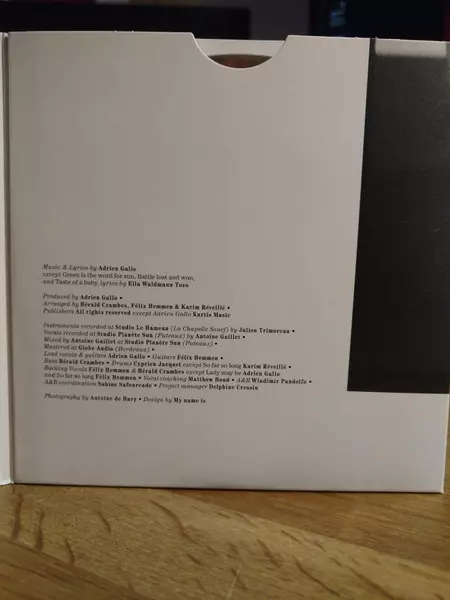 Music & Lyrics by Adrien Gallo
except Green is the word for sun, Battle lost and won,
and Taste of a baby, lyrics by Ella Waldmann Tozo
Produced by Adrien Gallo •
Arranged by Bérald Crambes, Félix Hemmen & Karim Réveillé •
Publishers All rights reserved except Adrien Gallo Kartis Music
Instruments recorded at Studio Le Hameau (La Chapelle Souëf) by Julien Trimoreau •
Vocals recorded at Studio Planète Sun (Puteaux) by Antoine Gaillet •
Mixed by Antoine Gaillet at Studio Planète Sun (Puteaux) •
Mastered at Globe Audio (Bordeaux) •
Lead vocals & guitars Adrien Gallo • Guitars Félix Hemmen •
Bass Bérald Crambes • Drums Cyprien Jacquet except So far so long Karim Réveillé •
Backing Vocals Félix Hemmen & Bérald Crambes except Lady may be Adrien Gallo
and So far so long Félix Hemmen • Vocal coaching Matthew Bond • A&R Wladimir Pandolfo •
A&R coordination Sabine • Project manager Delphine Cressin
Photography by Antoine de Bary • Design by My name is